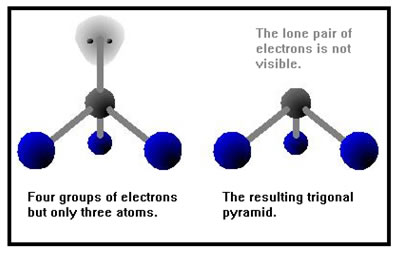 The lone pair of
electrons is not
visible.
Four groups of electrons
but only three atoms.
The resulting trigonal
pyramid.